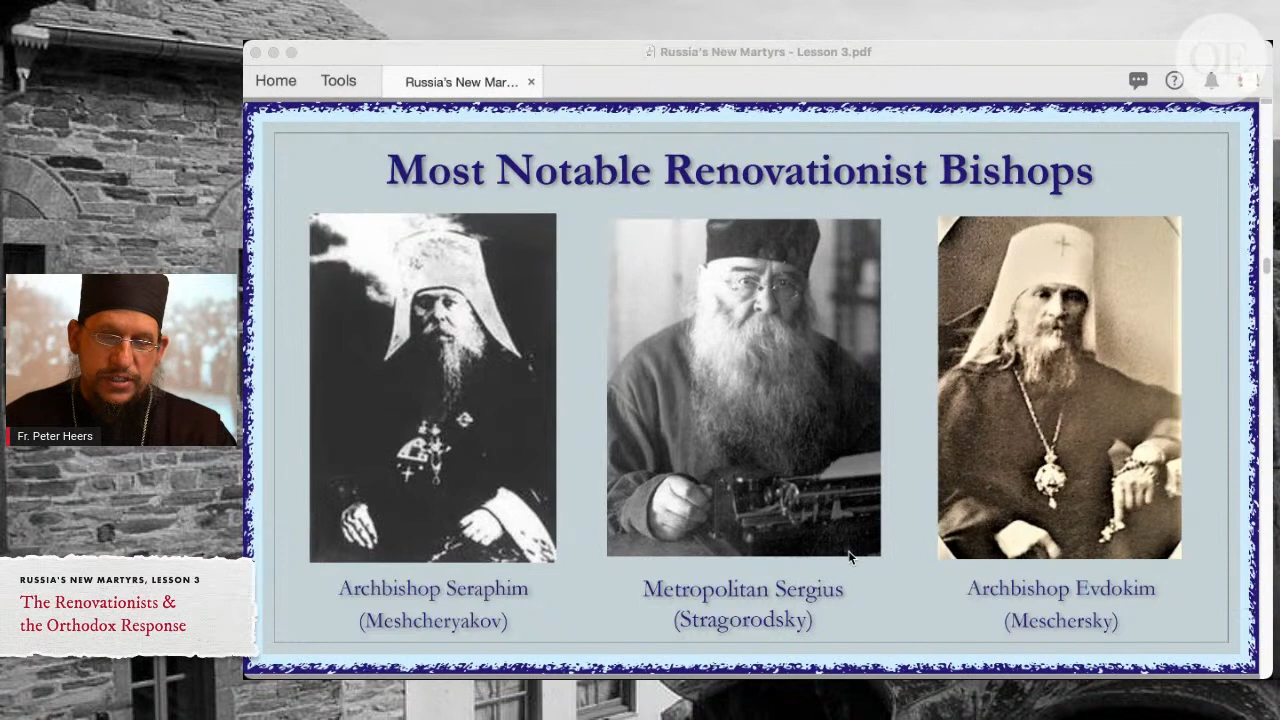 Russia's New Martyrs - Lesson 3.pdf
Home
Tools
Russia's New Mar...
OE
Most Notable Renovationist Bishops
Fr. Peter Heers
Archbishop Seraphim
(Meshcheryakov)
Metropolitan Sergius
(Stragorodsky)
Archbishop Evdokim
(Meschersky)
RUSSIA'S NEW MARTYRS, LESSON 3
The Renovationists &
the Orthodox Response